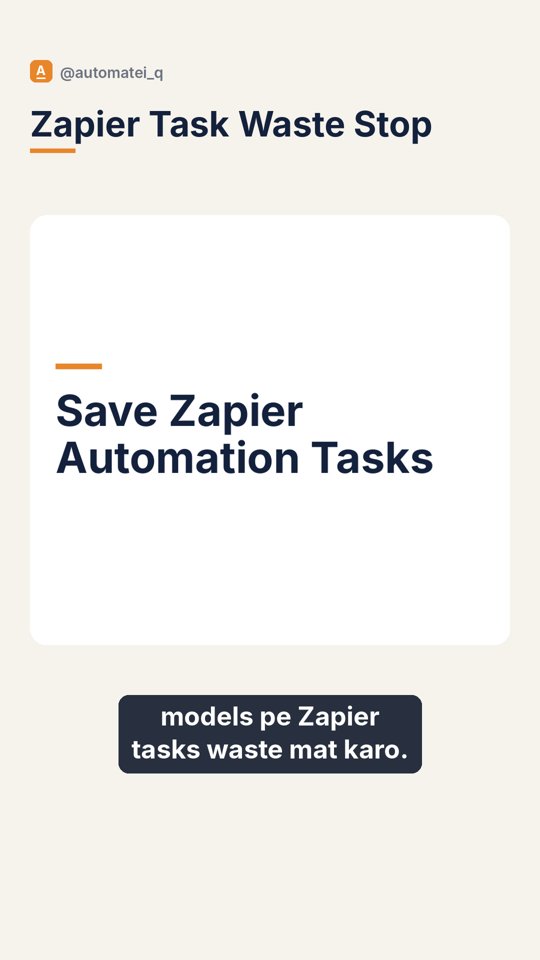 A
@automatei_q
Zapier Task Waste Stop
Save Zapier
Automation Tasks
models pe Zapier
tasks waste mat karo.